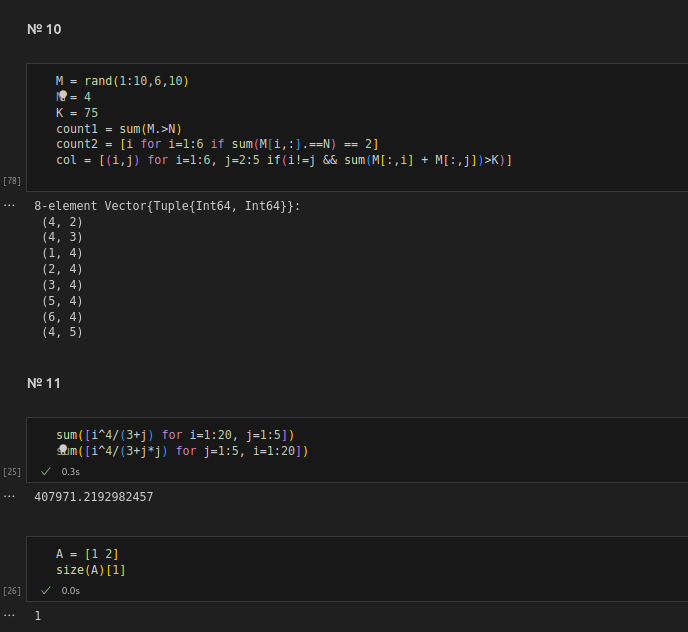 № 10
M = rand(1:10,6,10)
= 4
K = 75
count1 = sum(M.>N)
count2 = [i for i=1:6 if sum(M[i,:].==N) == 2]
col = [(i,j) for i=1:6, j=2:5 if(i!=j && sum(M[:,i] + M[:,j])>K)]
[78]
... 8-element Vector{Tuple{Int64, Int64}}:
(4, 2)
(4, 3)
(1, 4)
(2, 4)
(3, 4)
(5, 4)
(6, 4)
(4, 5)
№ 11
sum([i^4/(3+j) for i=1:20, j=1:5])
sum([i^4/(3+j*j) for j=1:5, i=1:20])
[25] ✓ 0.3s
... 407971.2192982457
A = [1 2]
size(A)[1]
[26] ✓ 0.0s
... 1